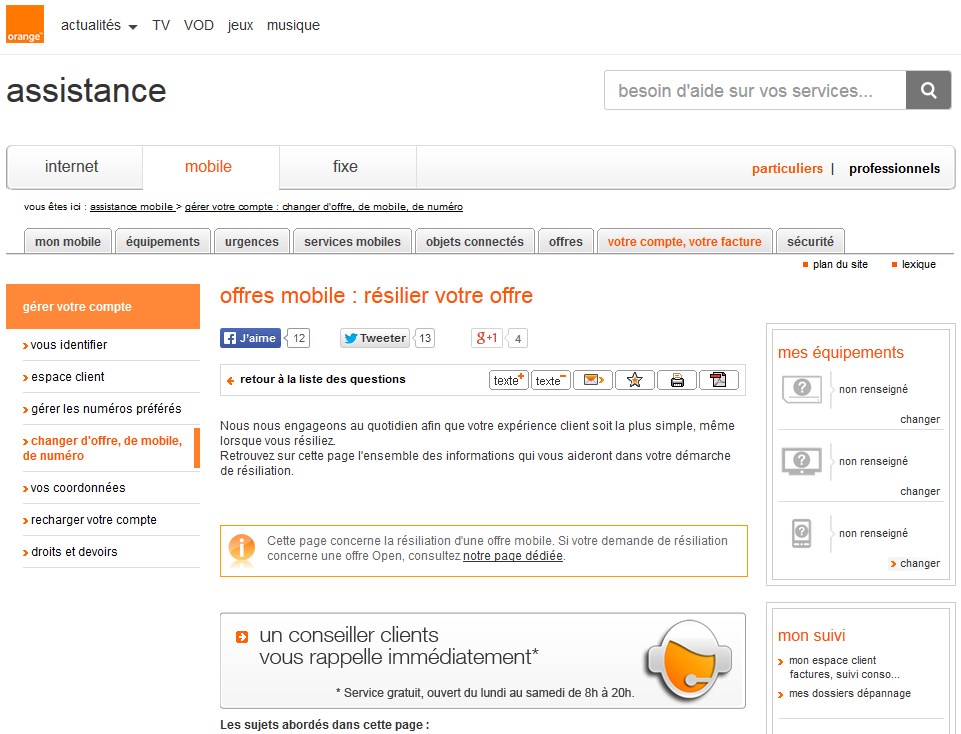 orange™
actualités TV VOD jeux musique
assistance
besoin d'aide sur vos services...
internet mobile fixe particuliers | professionnels
vous êtes ici : assistance mobile > gérer votre compte : changer d'offre, de mobile, de numéro
mon mobile équipements urgences services mobiles objets connectés offres votre compte, votre facture sécurité
plan du site lexique
gérer votre compte
vous identifier
espace client
gérer les numéros préférés
changer d'offre, de mobile,
de numéro
vos coordonnées
recharger votre compte
droits et devoirs
offres mobile : résilier votre offre
J'aime 12 Tweeter 13 g+1 4
retour à la liste des questions texte+ texte-
Nous nous engageons au quotidien afin que votre expérience client soit la plus simple, même
lorsque vous résiliez.
Retrouvez sur cette page l'ensemble des informations qui vous aideront dans votre démarche
de résiliation.
Cette page concerne la résiliation d'une offre mobile. Si votre demande de résiliation
concerne une offre Open, consultez notre page dédiée.
un conseiller clients
vous rappelle immédiatement*
* Service gratuit, ouvert du lundi au samedi de 8h à 20h.
Les sujets abordés dans cette page :
mes équipements
non renseigné
changer
non renseigné
changer
non renseigné
changer
mon suivi
mon espace client
factures, suivi conso...
mes dossiers dépannage